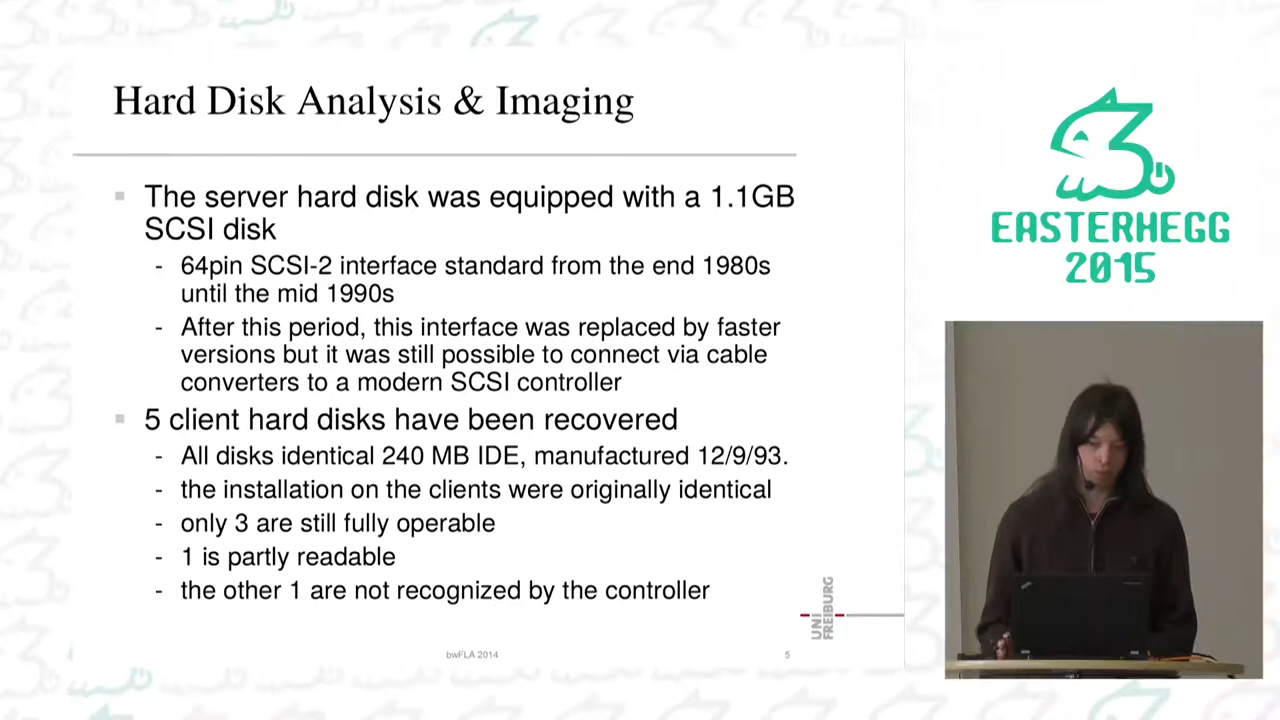 Hard Disk Analysis & Imaging
The server hard disk was equipped with a 1.1GB
SCSI disk
- 64pin SCSI-2 interface standard from the end 1980s
until the mid 1990s
- After this period, this interface was replaced by faster
versions but it was still possible to connect via cable
converters to a modern SCSI controller
5 client hard disks have been recovered
- All disks identical 240 MB IDE, manufactured 12/9/93.
- the installation on the clients were originally identical
- only 3 are still fully operable
- 1 is partly readable
- the other 1 are not recognized by the controller
UNI
FREIBURG
bwFLA 2014
5
EASTERHEGG
2015